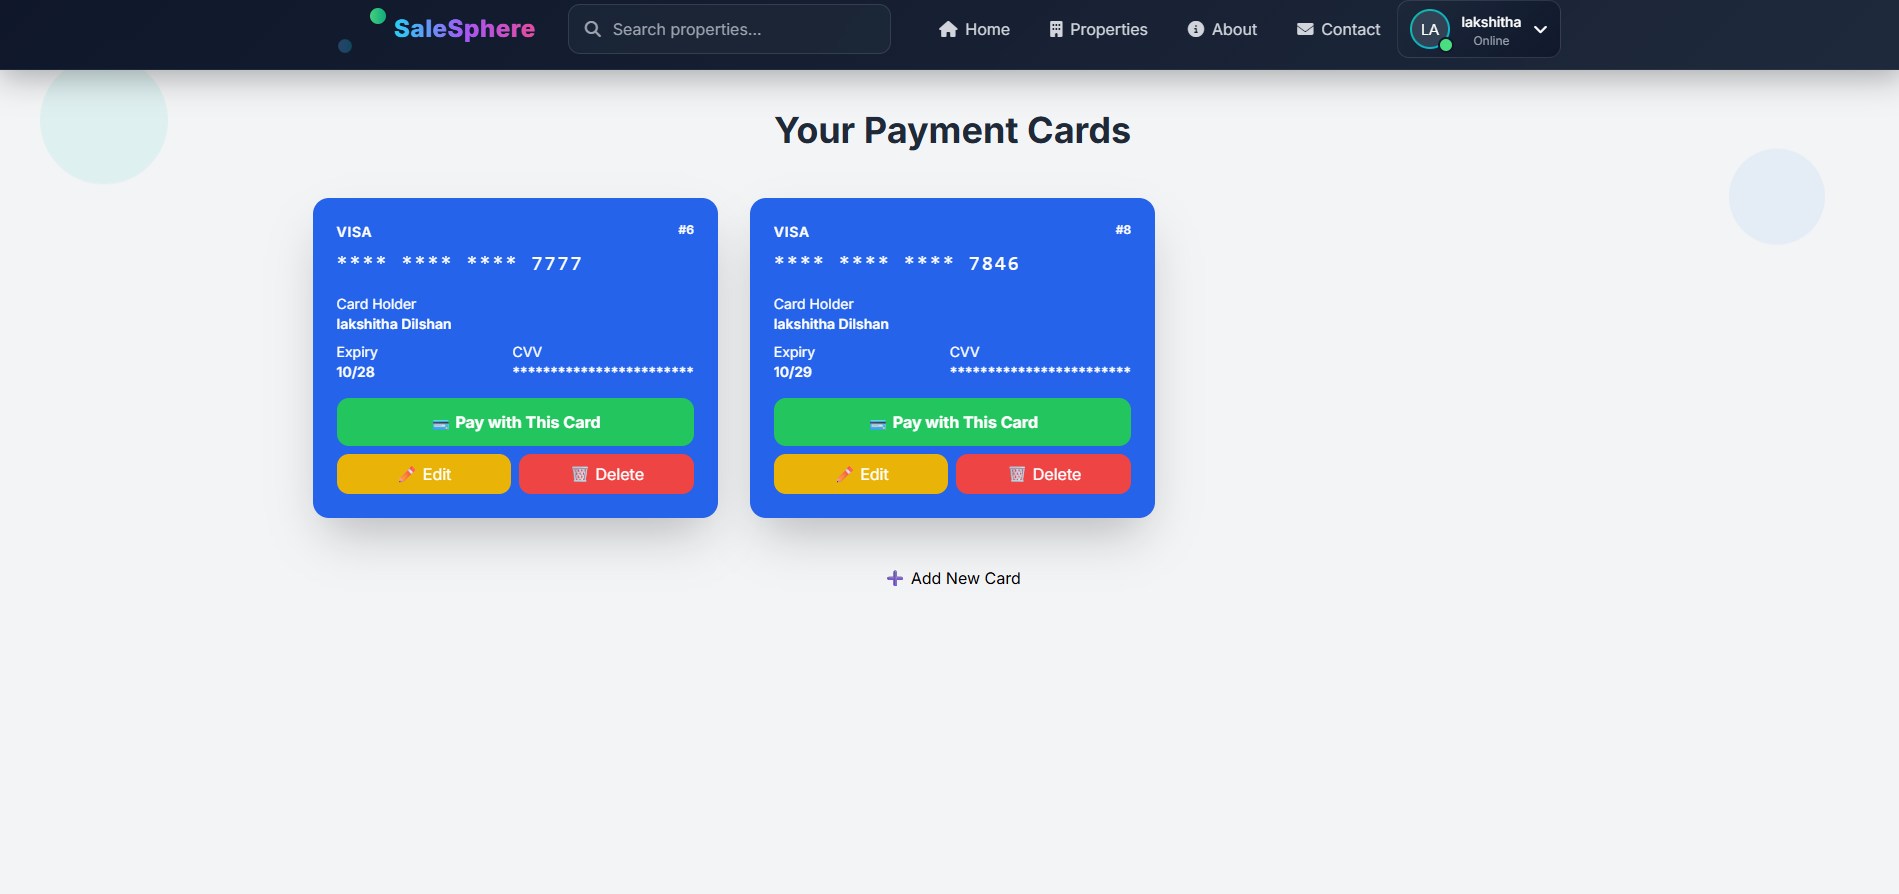 SaleSphere
Search properties...
Home
Properties
About
Contact
LA
lakshitha
Online
Your Payment Cards
VISA
#6
**** **** **** 7777
Card Holder
lakshitha Dilshan
Expiry
CVV
10/28
************************
Pay with This Card
Edit
Delete
VISA
#8
**** **** **** 7846
Card Holder
lakshitha Dilshan
Expiry
CVV
10/29
************************
Pay with This Card
Edit
Delete
Add New Card